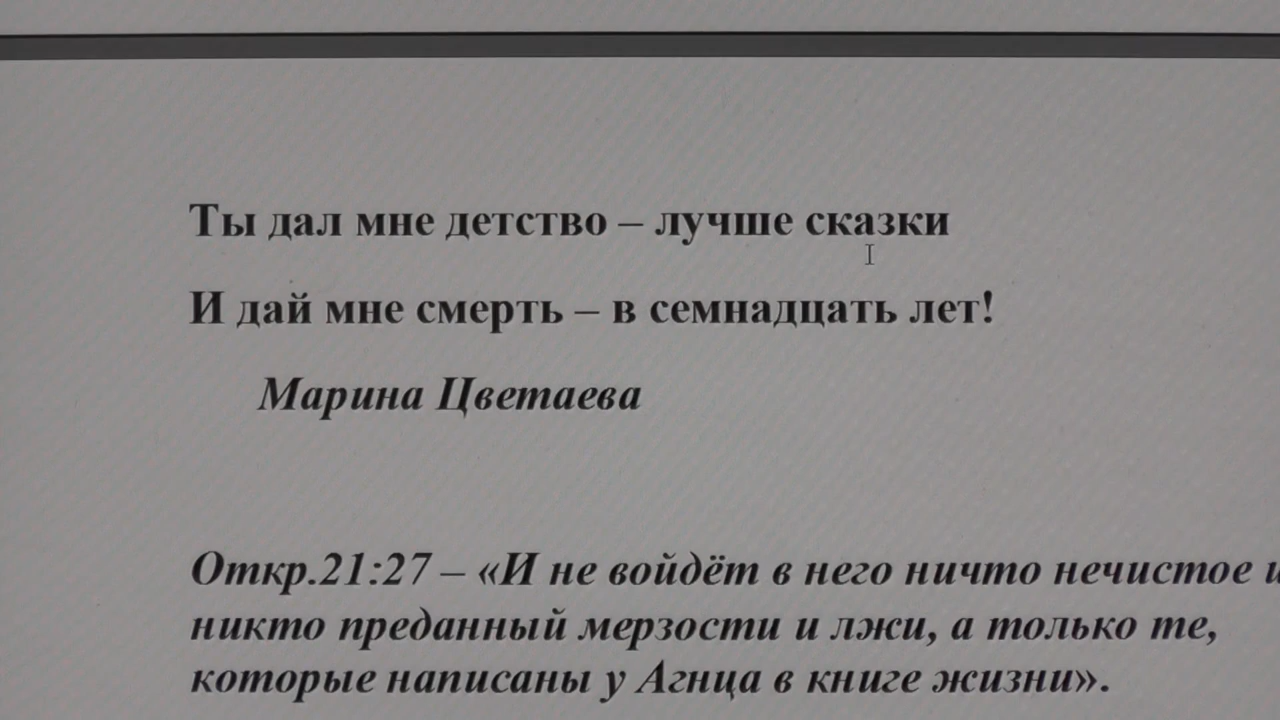 Ты дал мне детство – лучше сказки
И дай мне смерть – в семнадцать лет!
Марина Цветаева
Откр.21:27 – «И не войдёт в него ничто нечистое и
никто преданный мерзости и лжи, а только те,
которые написаны у Агнца в книге жизни».